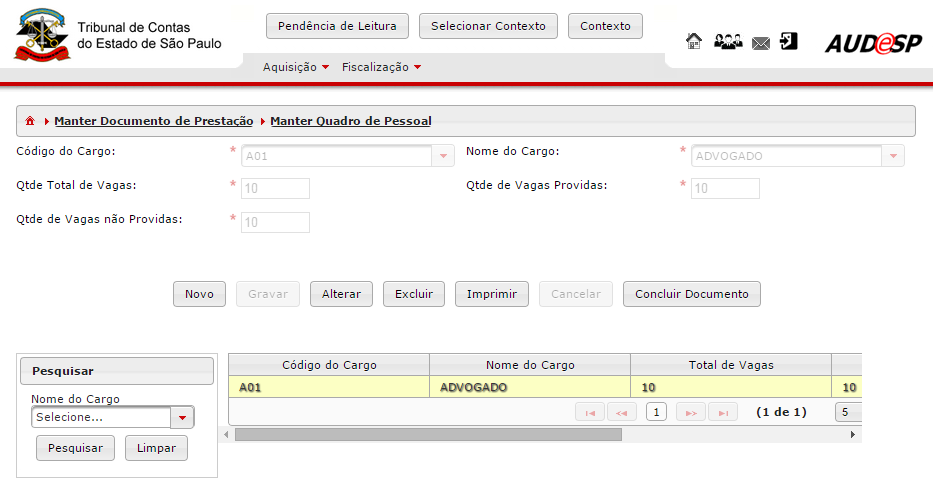 Tribunal de Contas
do Estado de São Paulo
Pendência de Leitura Selecionar Contexto Contexto
AUDeSP
Aquisição Fiscalização
Manter Documento de Prestação Manter Quadro de Pessoal
Código do Cargo: * A01 Nome do Cargo: * ADVOGADO
Qtde Total de Vagas: * 10 Qtde de Vagas Providas: * 10
Qtde de Vagas não Providas: * 10
Novo Gravar Alterar Excluir Imprimir Cancelar Concluir Documento
Pesquisar
Nome do Cargo
Selecione...
Pesquisar Limpar
Código do Cargo Nome do Cargo Total de Vagas
A01 ADVOGADO 10 10
1 (1 de 1) 5